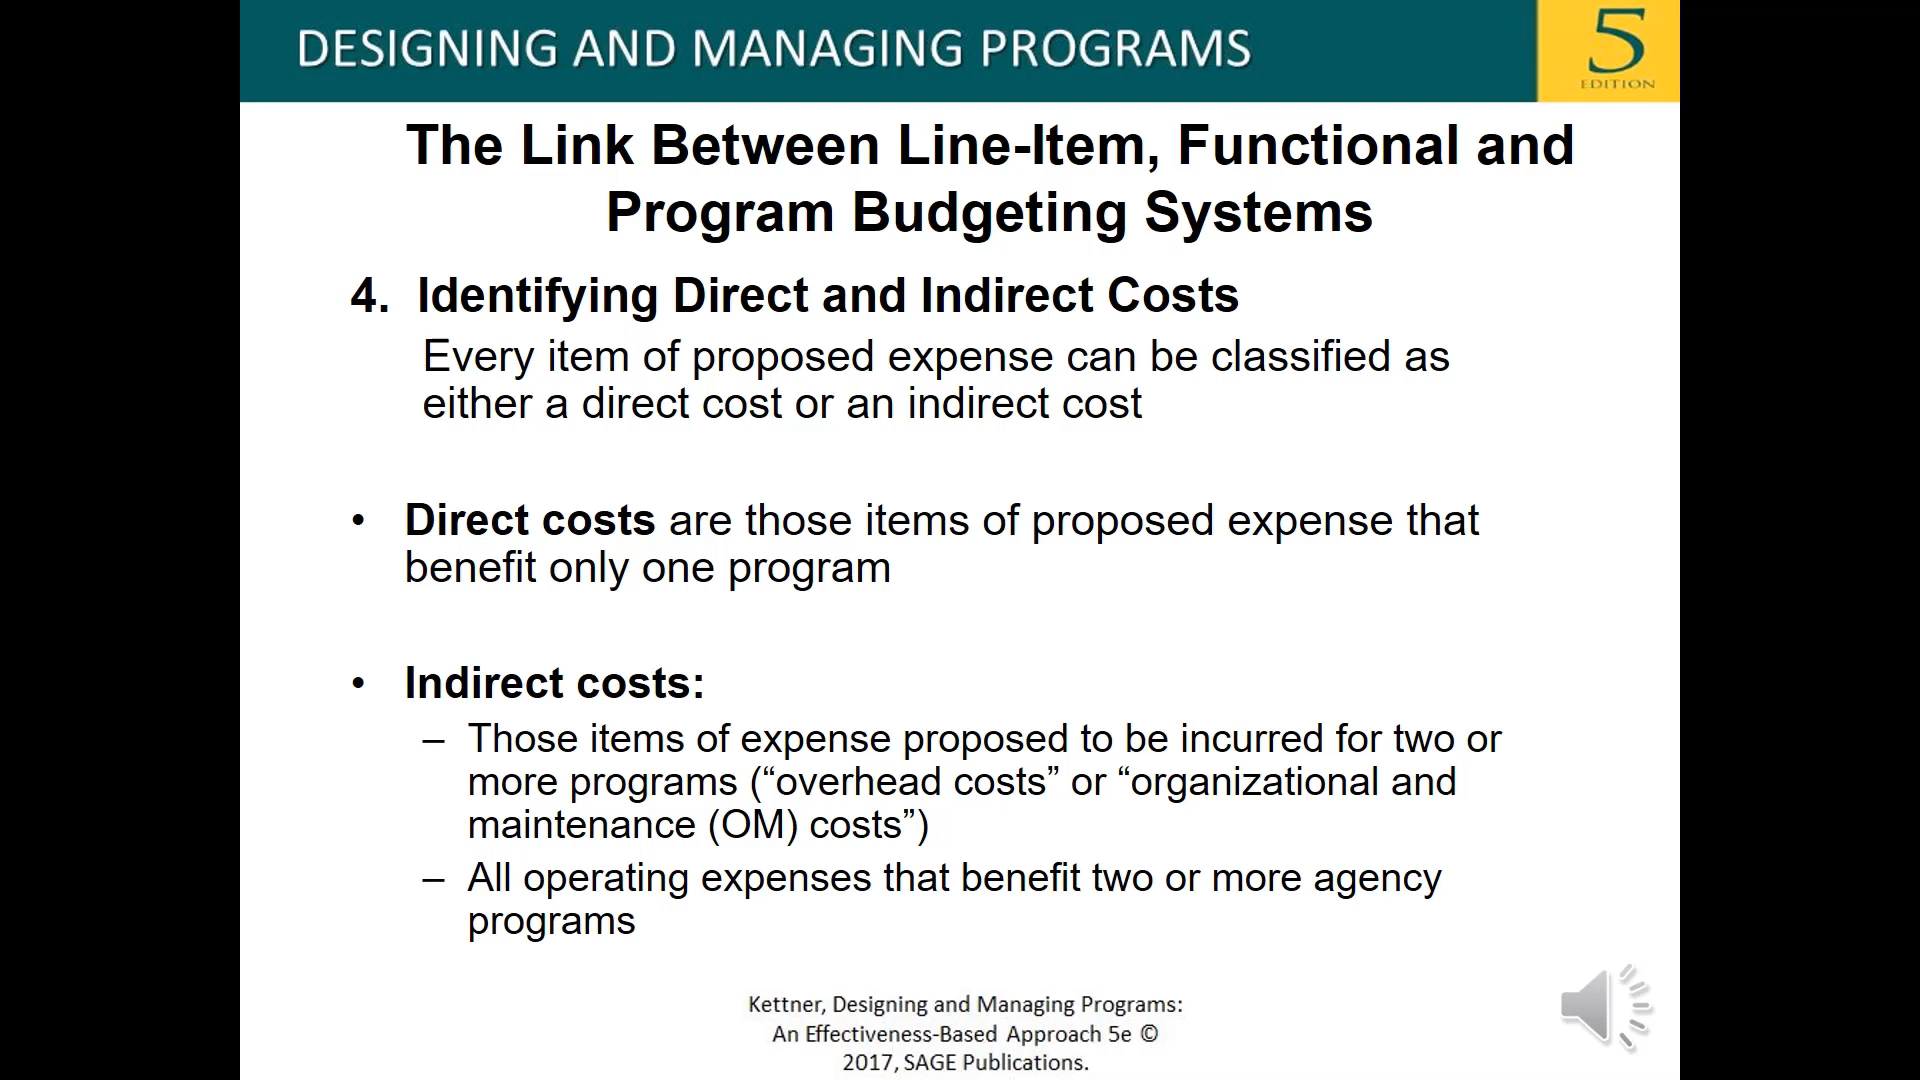 DESIGNING AND MANAGING PROGRAMS
5
EDITION
The Link Between Line-Item, Functional and
Program Budgeting Systems
4. Identifying Direct and Indirect Costs
Every item of proposed expense can be classified as
either a direct cost or an indirect cost
• Direct costs are those items of proposed expense that
benefit only one program
• Indirect costs:
– Those items of expense proposed to be incurred for two or
more programs (“overhead costs” or “organizational and
maintenance (OM) costs”)
– All operating expenses that benefit two or more agency
programs
Kettner, Designing and Managing Programs:
An Effectiveness-Based Approach 5e ©
2017, SAGE Publications.